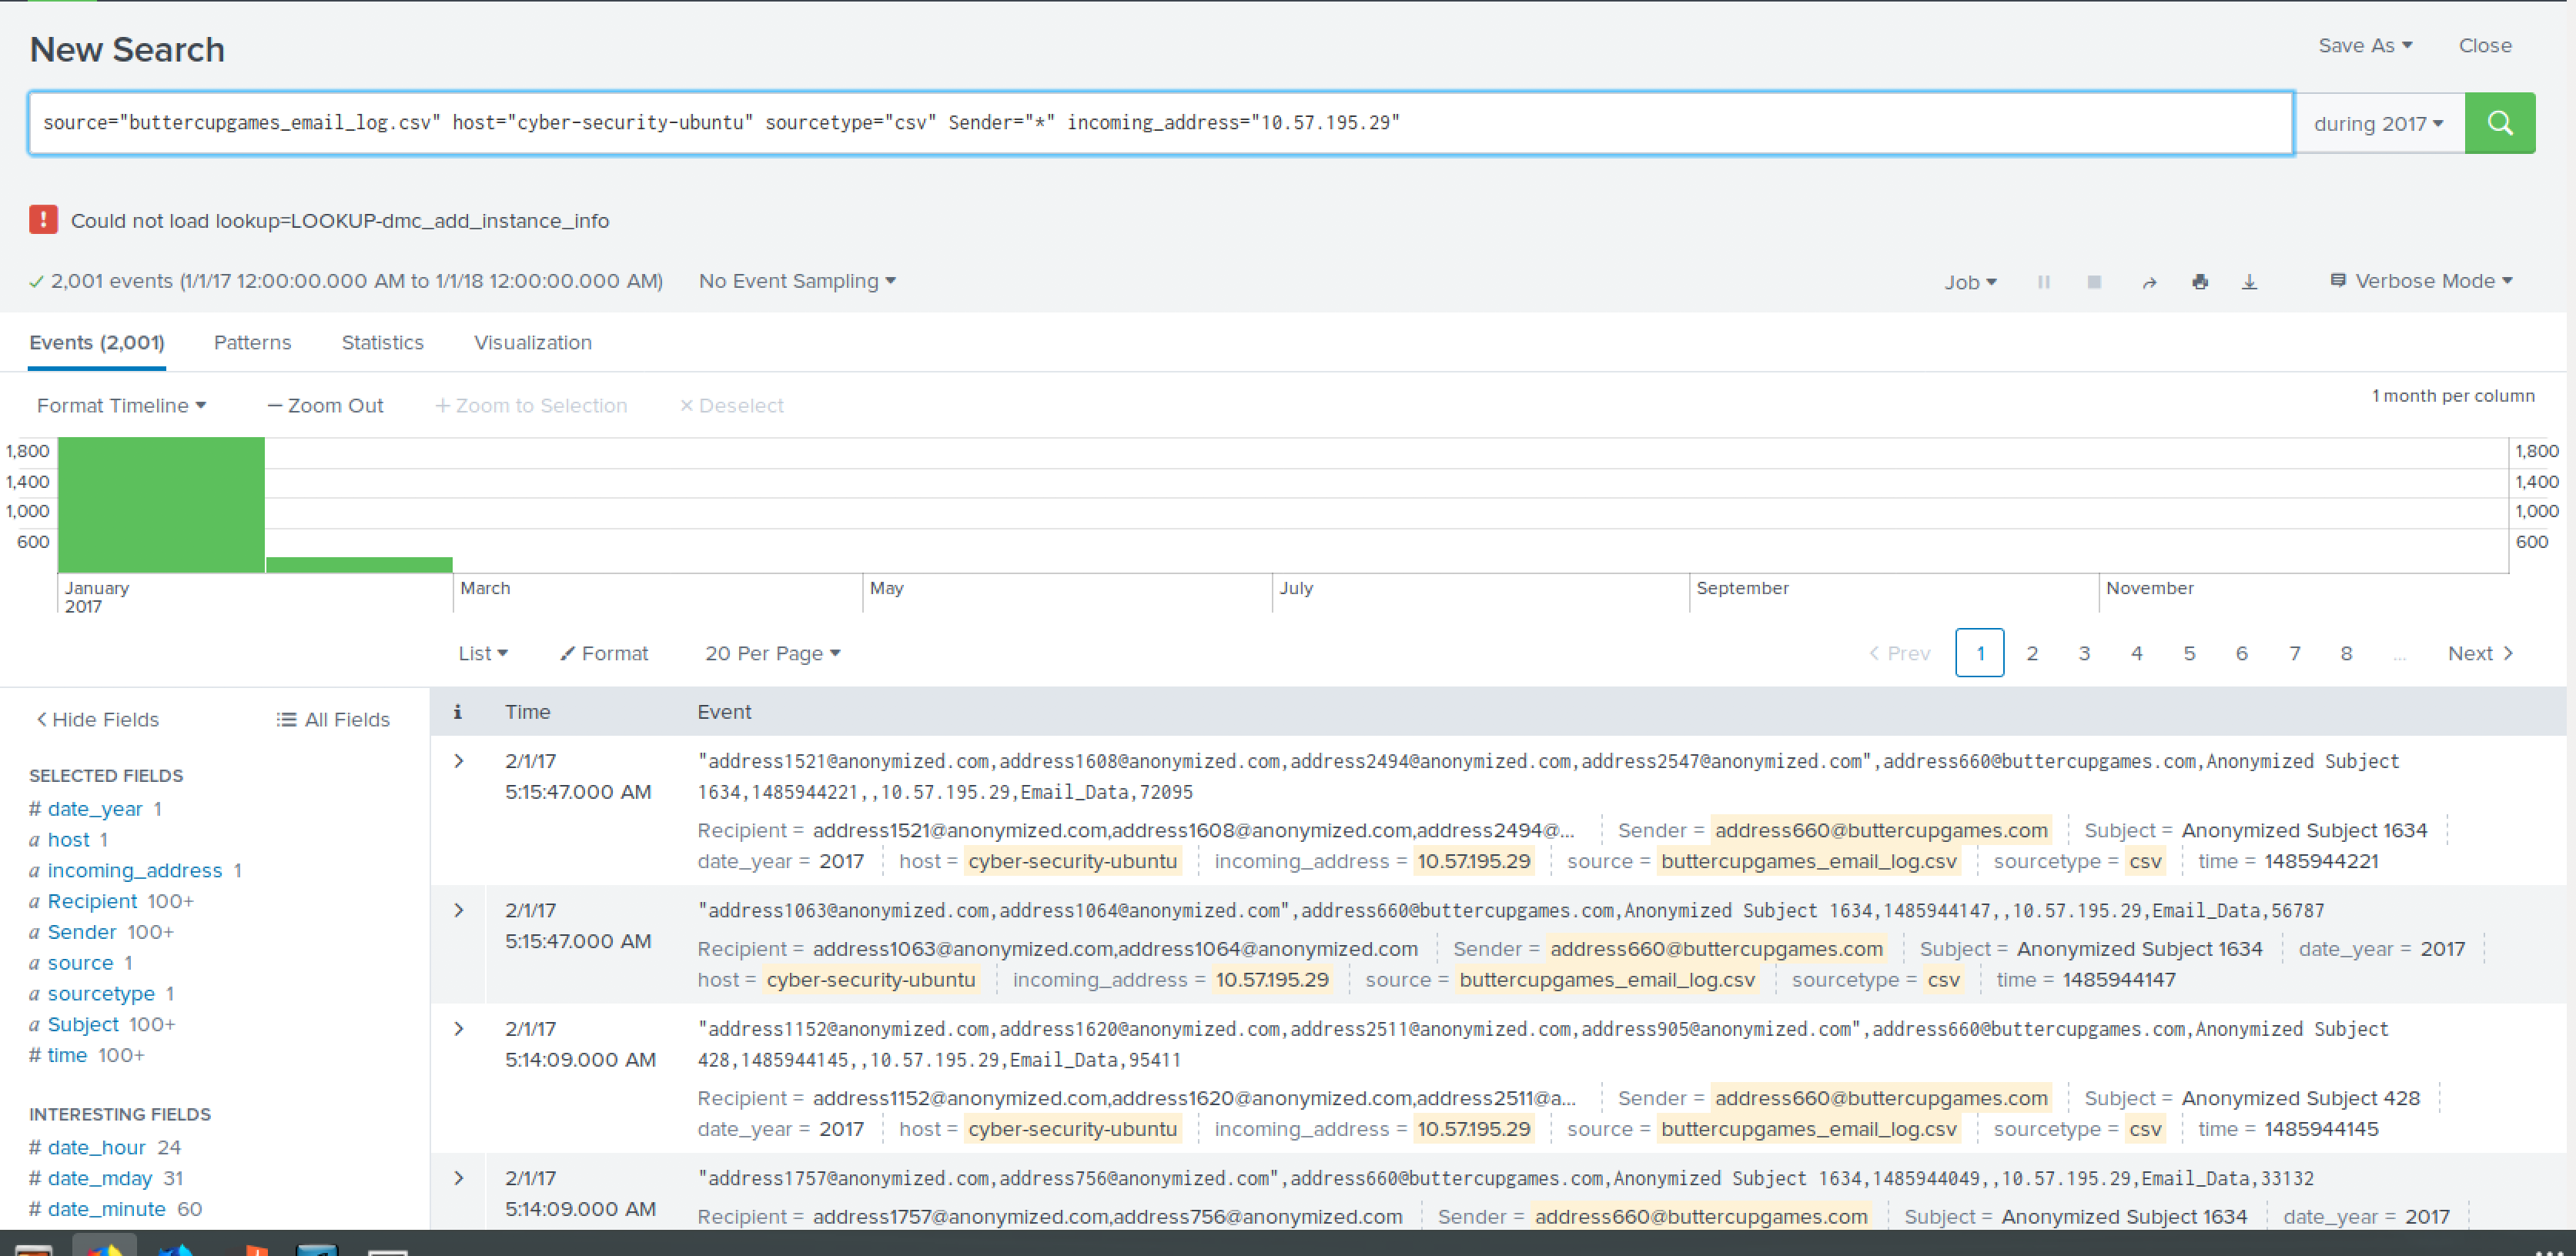 New Search
Save As Close
source="buttercupgames_email_log.csv" host="cyber-security-ubuntu" sourcetype="csv" Sender="*" incoming_address="10.57.195.29"
during 2017
! Could not load lookup=LOOKUP-dmc_add_instance_info
✓ 2,001 events (1/1/17 12:00:00.000 AM to 1/1/18 12:00:00.000 AM) No Event Sampling
Job Verbose Mode
Events (2,001) Patterns Statistics Visualization
Format Timeline — Zoom Out + Zoom to Selection × Deselect
1 month per column
1,800 1,800
1,400 1,400
1,000 1,000
600 600
January March May July September November
2017
List Format 20 Per Page
< Prev 1 2 3 4 5 6 7 8 ... Next >
< Hide Fields All Fields
SELECTED FIELDS
# date_year 1
a host 1
a incoming_address 1
a Recipient 100+
a Sender 100+
a source 1
a sourcetype 1
a Subject 100+
# time 100+
INTERESTING FIELDS
# date_hour 24
# date_mday 31
# date_minute 60
i Time Event
> 2/1/17
5:15:47.000 AM
"address1521@anonymized.com,address1608@anonymized.com,address2494@anonymized.com,address2547@anonymized.com",address660@buttercupgames.com,Anonymized Subject
1634,1485944221,,10.57.195.29,Email_Data,72095
Recipient = address1521@anonymized.com,address1608@anonymized.com,address2494@... Sender = address660@buttercupgames.com Subject = Anonymized Subject 1634
date_year = 2017 host = cyber-security-ubuntu incoming_address = 10.57.195.29 source = buttercupgames_email_log.csv sourcetype = csv time = 1485944221
> 2/1/17
5:15:47.000 AM
"address1063@anonymized.com,address1064@anonymized.com",address660@buttercupgames.com,Anonymized Subject 1634,1485944147,,10.57.195.29,Email_Data,56787
Recipient = address1063@anonymized.com,address1064@anonymized.com Sender = address660@buttercupgames.com Subject = Anonymized Subject 1634 date_year = 2017
host = cyber-security-ubuntu incoming_address = 10.57.195.29 source = buttercupgames_email_log.csv sourcetype = csv time = 1485944147
> 2/1/17
5:14:09.000 AM
"address1152@anonymized.com,address1620@anonymized.com,address2511@anonymized.com,address905@anonymized.com",address660@buttercupgames.com,Anonymized Subject
428,1485944145,,10.57.195.29,Email_Data,95411
Recipient = address1152@anonymized.com,address1620@anonymized.com,address2511@a... Sender = address660@buttercupgames.com Subject = Anonymized Subject 428
date_year = 2017 host = cyber-security-ubuntu incoming_address = 10.57.195.29 source = buttercupgames_email_log.csv sourcetype = csv time = 1485944145
> 2/1/17
5:14:09.000 AM
"address1757@anonymized.com,address756@anonymized.com",address660@buttercupgames.com,Anonymized Subject 1634,1485944049,,10.57.195.29,Email_Data,33132
Recipient = address1757@anonymized.com,address756@anonymized.com Sender = address660@buttercupgames.com Subject = Anonymized Subject 1634 date_year = 2017